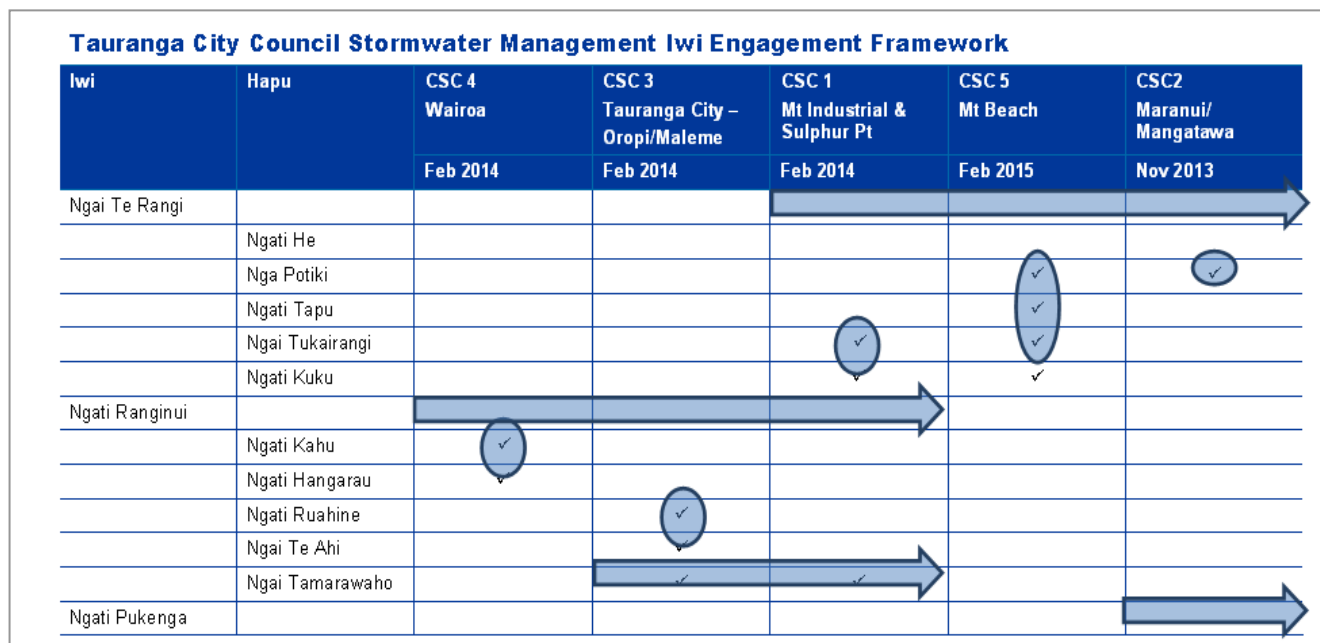 Tauranga City Council Stormwater Management Iwi Engagement Framework
Iwi Hapu CSC 4 CSC 3 CSC 1 CSC 5 CSC2
Wairoa Tauranga City – Mt Industrial & Mt Beach Maranui/
Oropi/Maleme Sulphur Pt Mangatawa
Feb 2014 Feb 2014 Feb 2014 Feb 2015 Nov 2013
Ngai Te Rangi
Ngati He
Nga Potiki ✓ ✓
Ngati Tapu ✓
Ngai Tukairangi ✓ ✓
Ngati Kuku ✓ ✓
Ngati Ranginui
Ngati Kahu ✓
Ngati Hangarau ✓
Ngati Ruahine ✓
Ngai Te Ahi ✓
Ngai Tamarawaho ✓ ✓
Ngati Pukenga